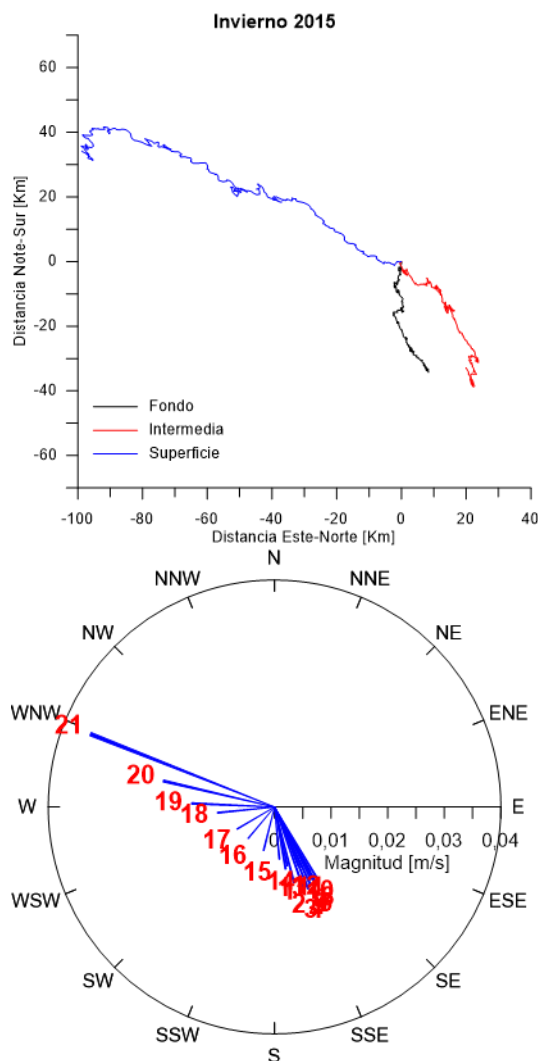 Invierno 2015
60
40
20
0
-20
-40
-60
Distancia Note-Sur [Km]
Fondo
Intermedia
Superficie
-100 -80 -60 -40 -20 0 20 40
Distancia Este-Norte [Km]
N
NNW NNE
NW NE
WNW ENE
21
20
19
W E
18
0 0,01 0,02 0,03 0,04
Magnitud [m/s]
17
16
15
14
WSW ESE
2
SW SE
SSW SSE
S